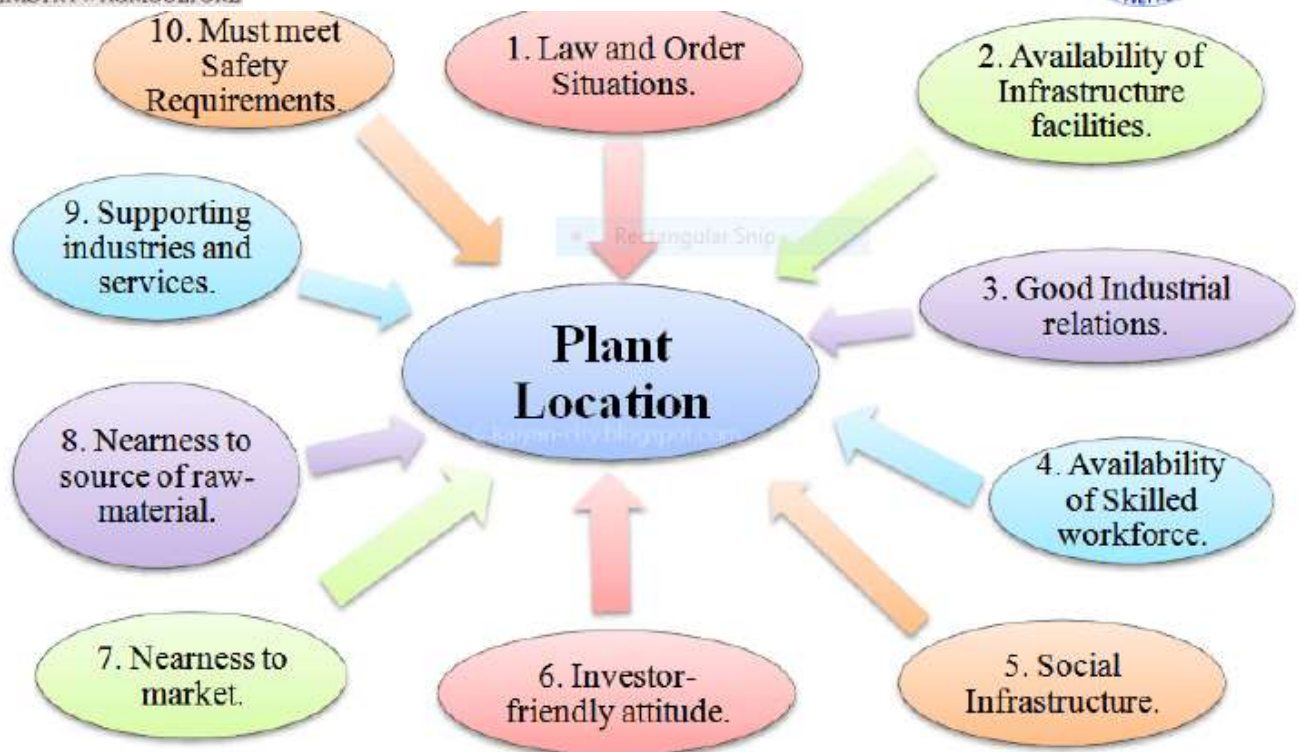 10. Must meet
Safety
Requirements.
1. Law and Order
Situations.
2. Availability of
Infrastructure
facilities.
9. Supporting
industries and
services.
Rectangular Snip
3. Good Industrial
relations.
Plant
Location
8. Nearness to
source of raw-
material.
4. Availability
of Skilled
workforce.
7. Nearness to
market.
6. Investor-
friendly attitude.
5. Social
Infrastructure.